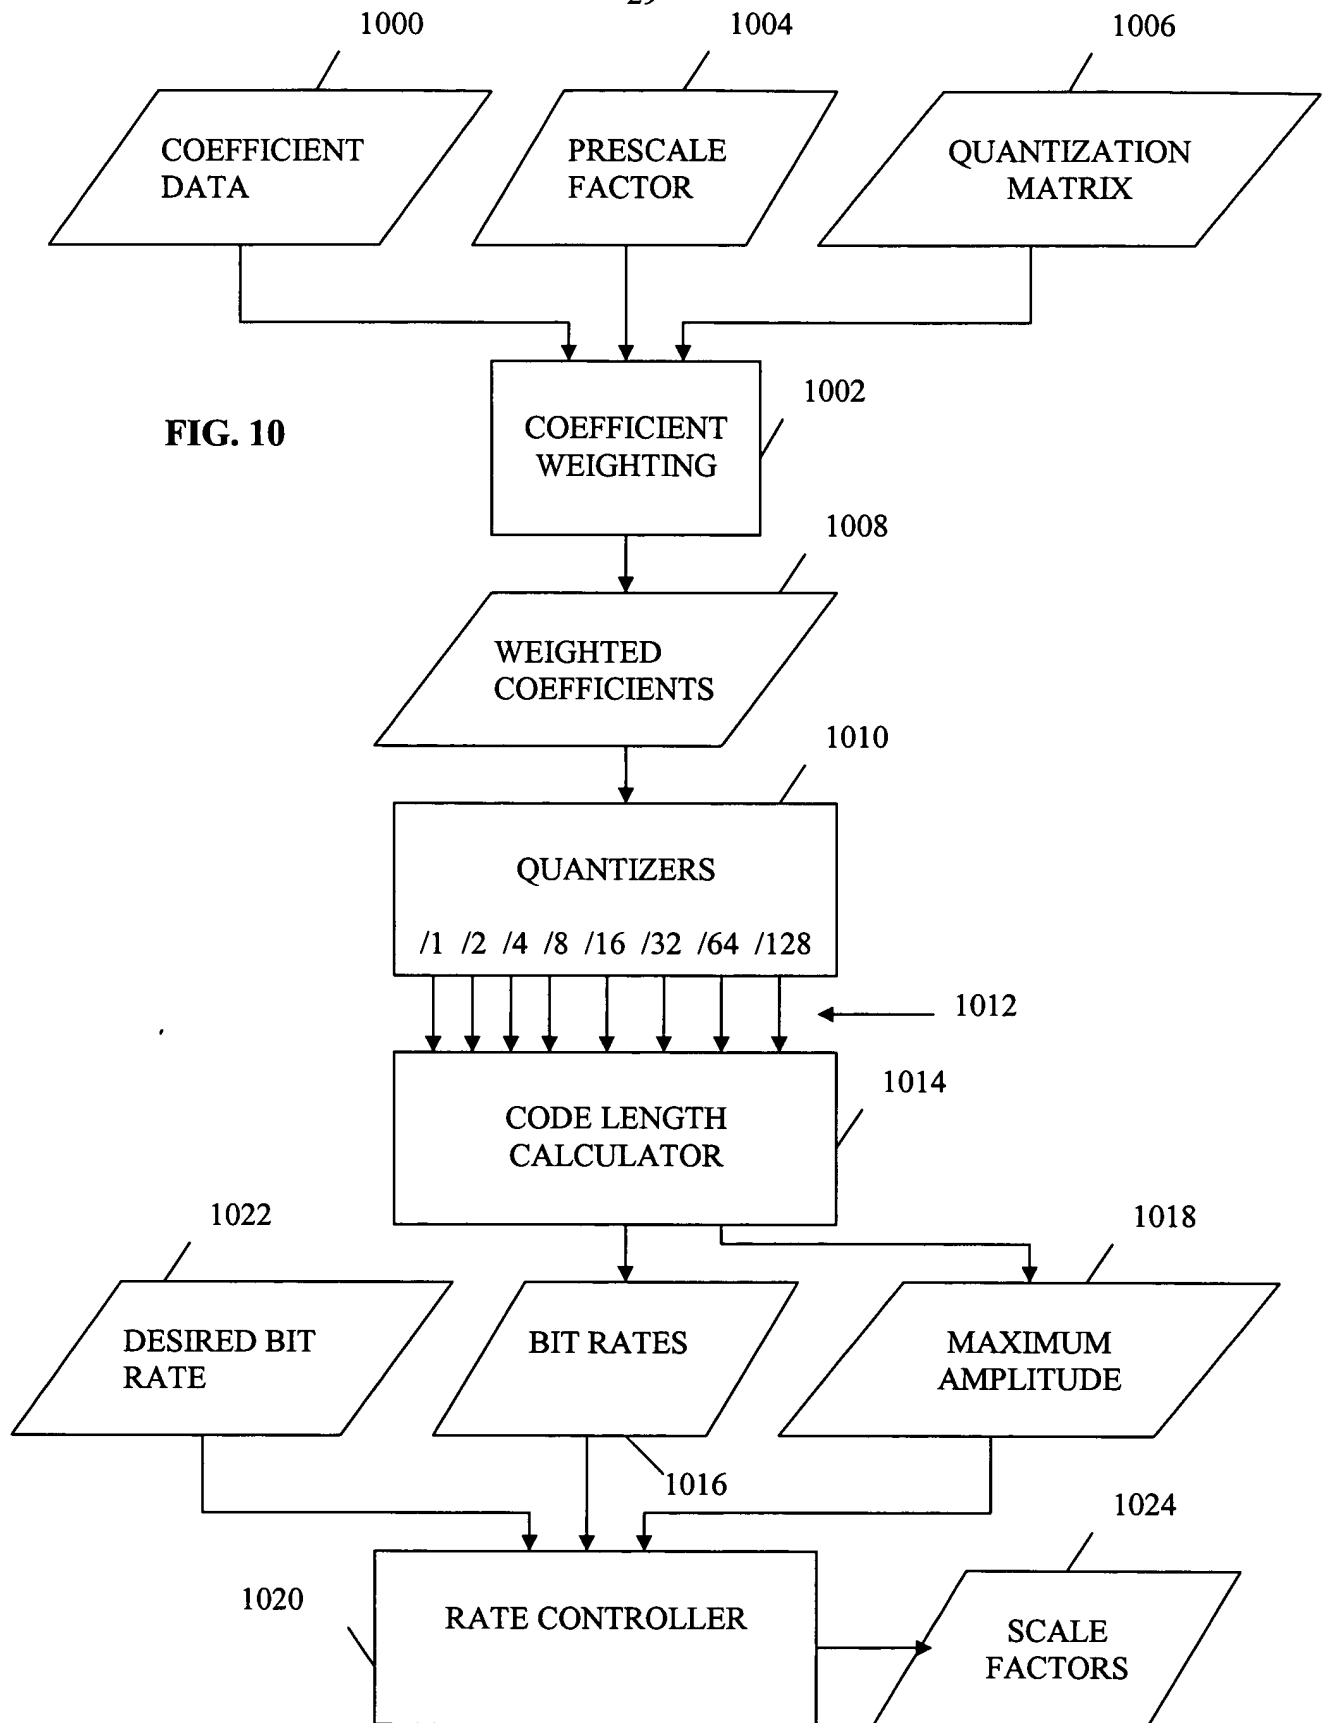 1000
1004
1006
COEFFICIENT
DATA
PRESCALE
FACTOR
QUANTIZATION
MATRIX
1002
FIG. 10
COEFFICIENT
WEIGHTING
1008
WEIGHTED
COEFFICIENTS
1010
QUANTIZERS
/1 /2 /4 /8 /16 /32 /64 /128
1012
1014
CODE LENGTH
CALCULATOR
1022
1018
DESIRED BIT
RATE
BIT RATES
MAXIMUM
AMPLITUDE
1016
1024
1020
RATE CONTROLLER
SCALE
FACTORS